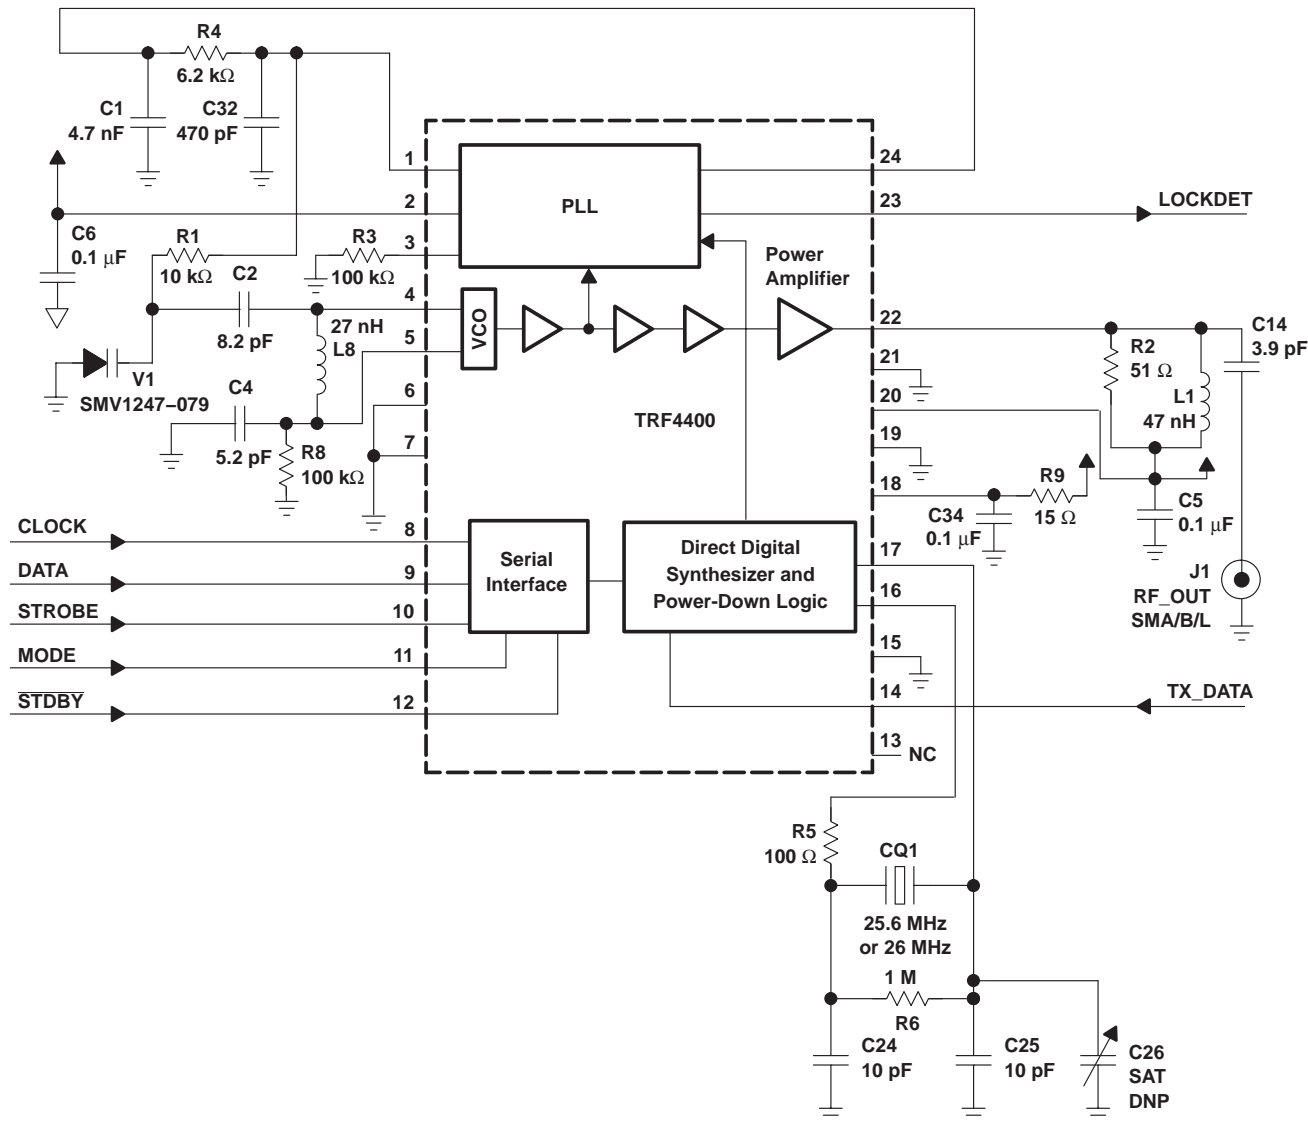 R4
6.2 kΩ
C1
4.7 nF
C32
470 pF
1
24
PLL
2
23
LOCKDET
C6
0.1 μF
R1
10 kΩ
R3
100 kΩ
3
Power
Amplifier
C2
8.2 pF
4
27 nH
L8
5
VCO
22
C14
3.9 pF
R2
51 Ω
L1
47 nH
21
V1
SMV1247–079
C4
5.2 pF
6
20
TRF4400
R8
100 kΩ
7
19
18
R9
15 Ω
C34
0.1 μF
C5
0.1 μF
CLOCK
8
Serial
Interface
Direct Digital
Synthesizer and
Power-Down Logic
17
DATA
9
16
J1
RF_OUT
SMA/B/L
STROBE
10
MODE
11
15
STDBY
12
14
TX_DATA
13
NC
R5
100 Ω
CQ1
25.6 MHz
or 26 MHz
1 M
R6
C24
10 pF
C25
10 pF
C26
SAT
DNP